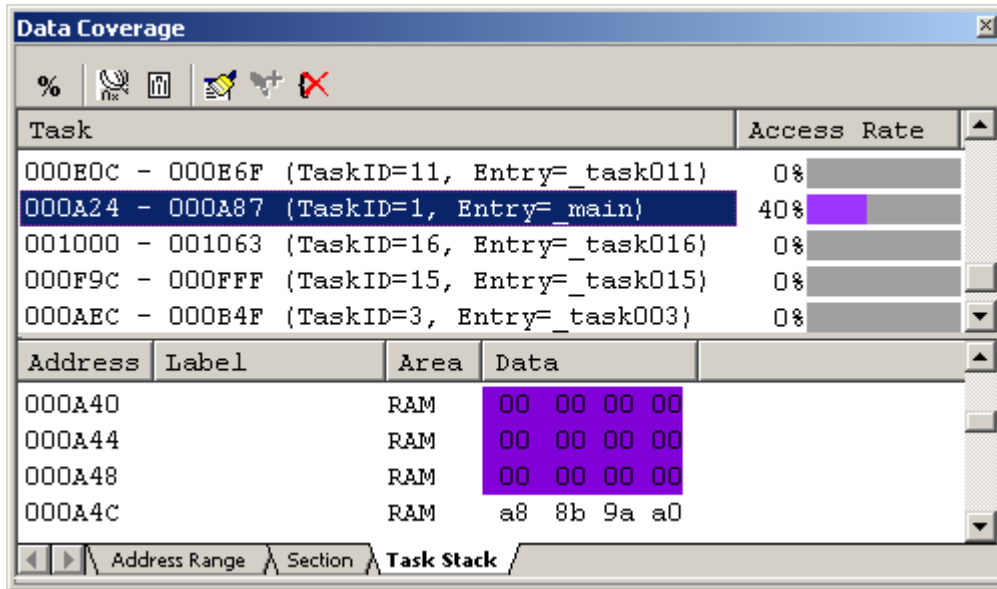 Data Coverage
%
Task Access Rate
000E0C - 000E6F (TaskID=11, Entry=_task011) 0%
000A24 - 000A87 (TaskID=1, Entry=_main) 40%
001000 - 001063 (TaskID=16, Entry=_task016) 0%
000F9C - 000FFF (TaskID=15, Entry=_task015) 0%
000AEC - 000B4F (TaskID=3, Entry=_task003) 0%
Address Label Area Data
000A40 RAM 00 00 00 00
000A44 RAM 00 00 00 00
000A48 RAM 00 00 00 00
000A4C RAM a8 8b 9a a0
Address Range Section Task Stack